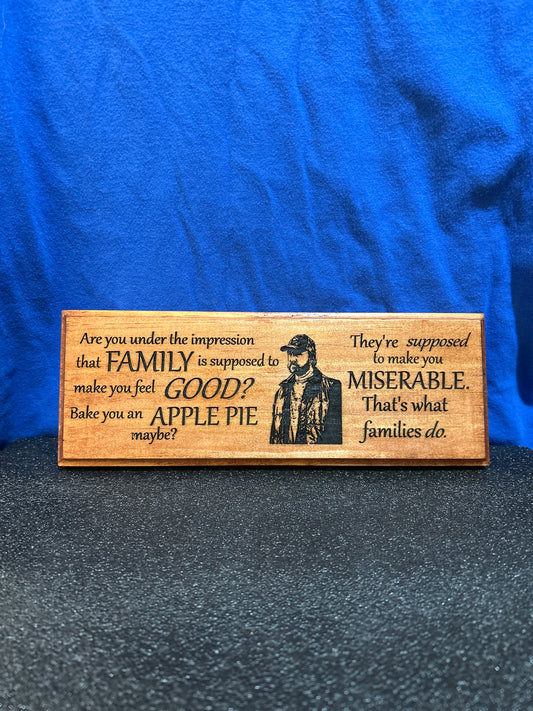 Are you under the impression
that FAMILY is supposed to
make you feel GOOD?
Bake you an APPLE PIE
maybe?
They're supposed
to make you
MISERABLE.
That's what
families do.